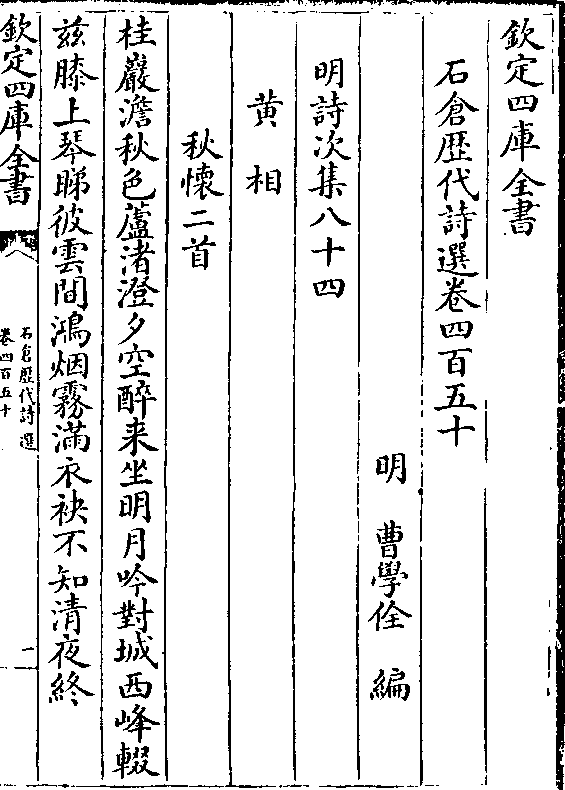 欽定四庫全書
石倉歷代詩選卷四百五十
明 曹學佺 編
明詩次集八十四
黄相
秋懷二首
桂巖澹秋色蘆渚澄夕空醉来坐明月吟對城西峰輟
兹膝上琴睇彼雲間鴻烟霧滿衣袂不知清夜終
欽定四庫全書
石倉歷代詩選
卷四百五十
一